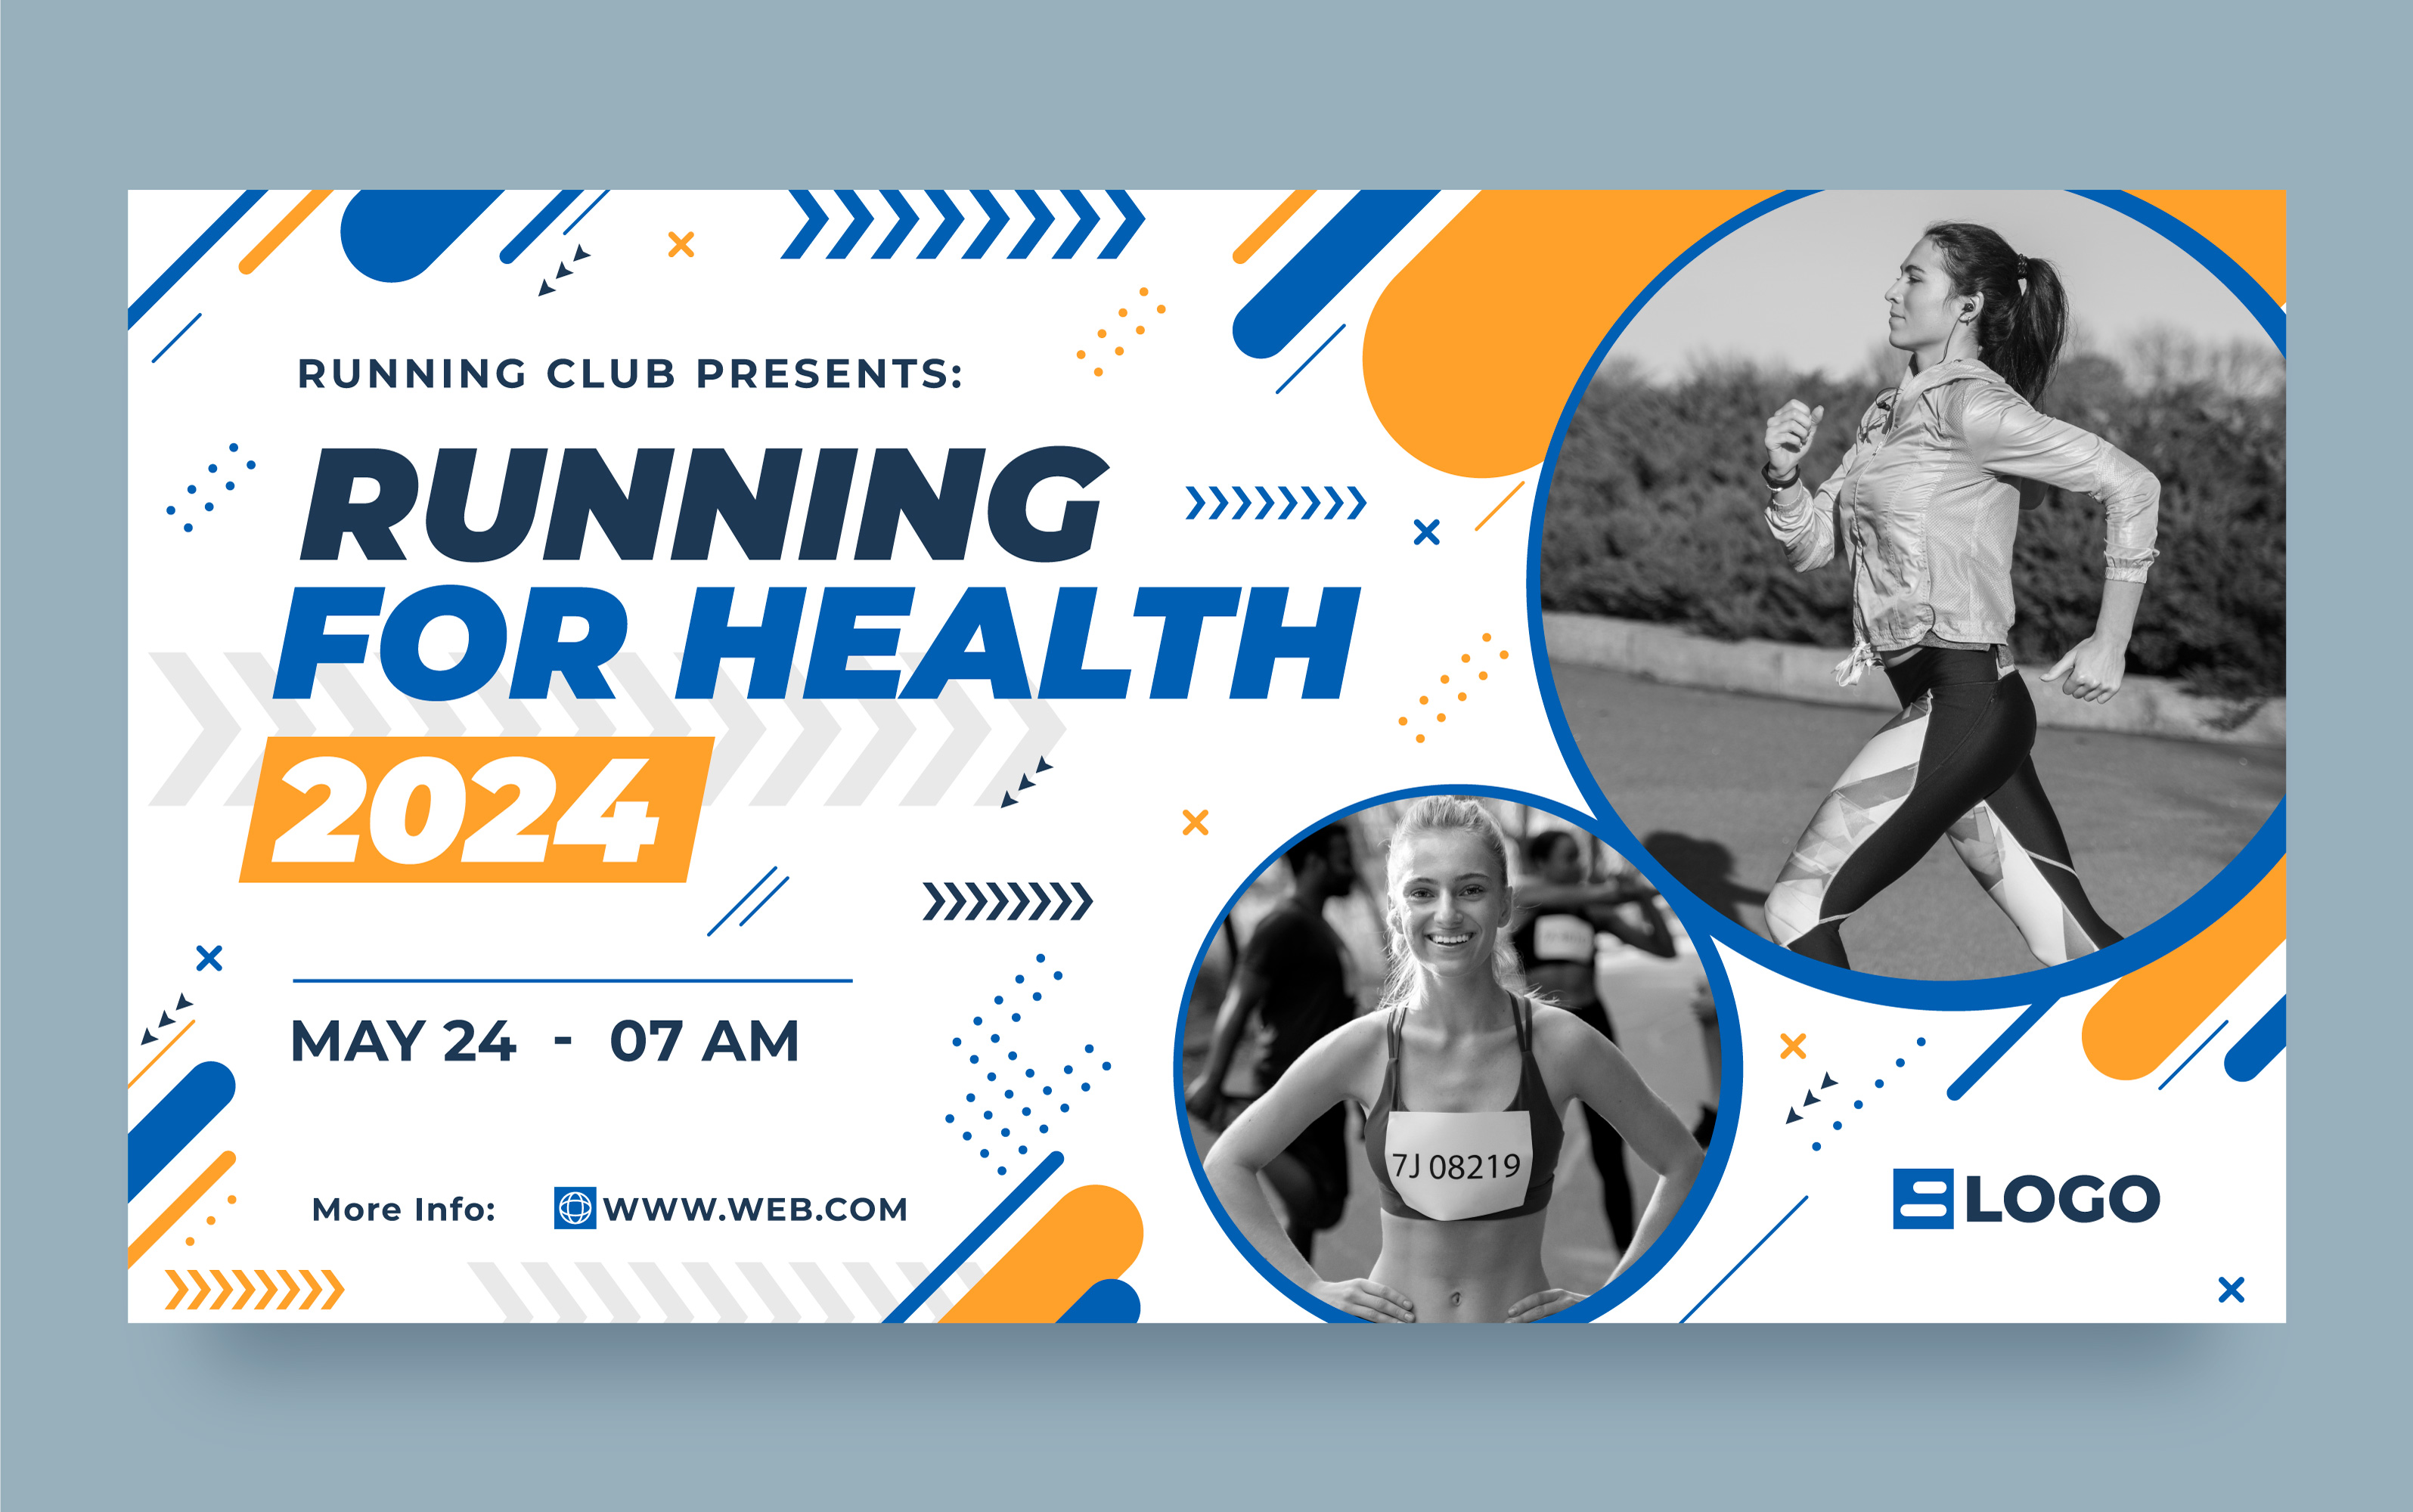 RUNNING CLUB PRESENTS:
RUNNING
FOR HEALTH
2024
MAY 24 - 07 AM
More Info: WWW.WEB.COM
7J 08219
LOGO